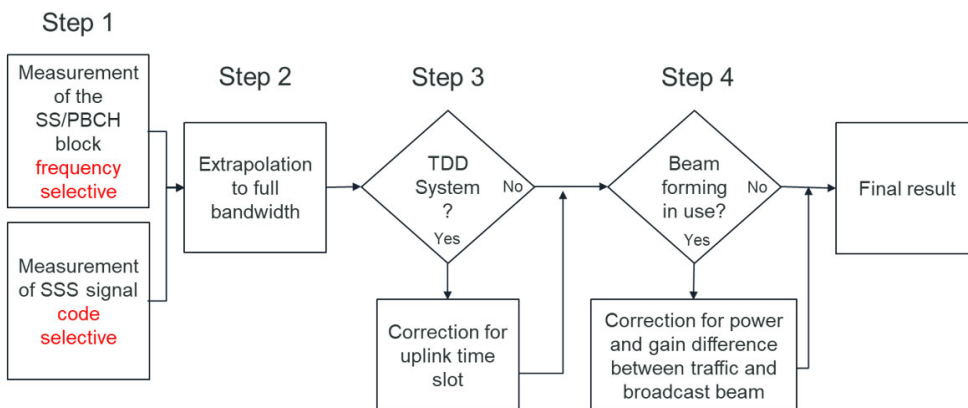 Step 1
Measurement
of the
SS/PBCH
block
frequency
selective
Measurement
of SSS signal
code
selective
Step 2
Extrapolation
to full
bandwidth
Step 3
TDD
System
?
No
Yes
Correction for
uplink time
slot
Step 4
Beam
forming
in use?
No
Yes
Correction for power
and gain difference
between traffic and
broadcast beam
Final result